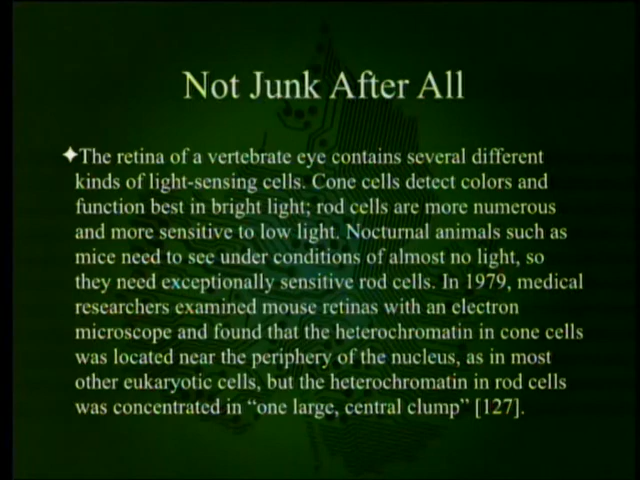 Not Junk After All
✦The retina of a vertebrate eye contains several different
kinds of light-sensing cells. Cone cells detect colors and
function best in bright light; rod cells are more numerous
and more sensitive to low light. Nocturnal animals such as
mice need to see under conditions of almost no light, so
they need exceptionally sensitive rod cells. In 1979, medical
researchers examined mouse retinas with an electron
microscope and found that the heterochromatin in cone cells
was located near the periphery of the nucleus, as in most
other eukaryotic cells, but the heterochromatin in rod cells
was concentrated in “one large, central clump” [127].